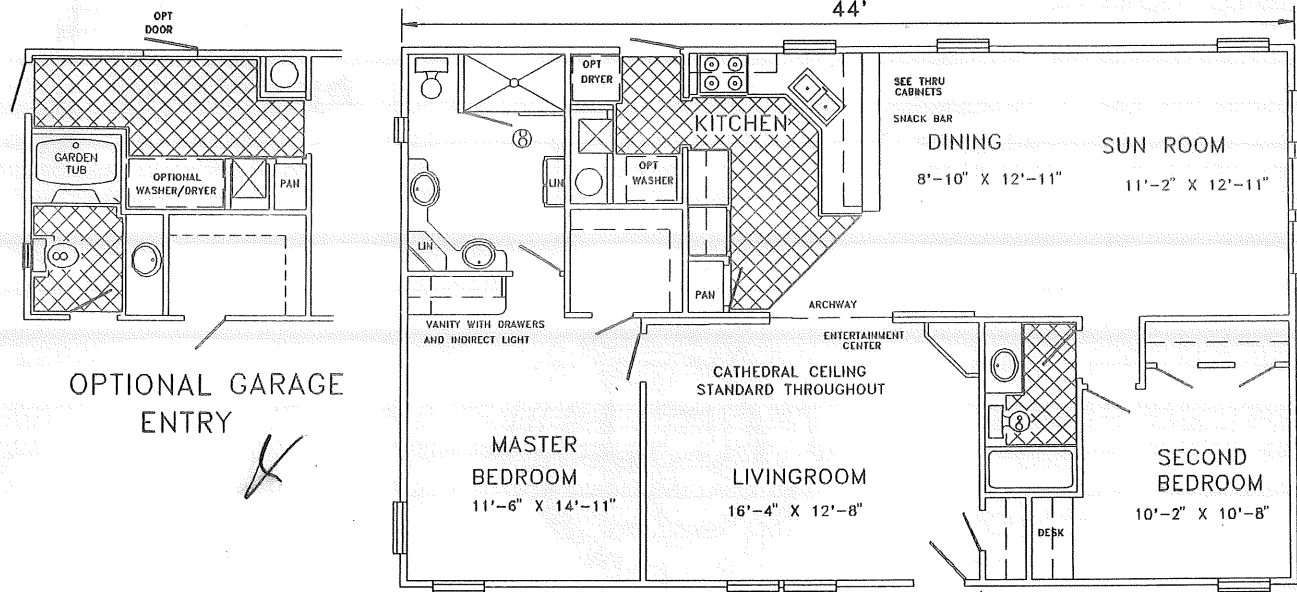 OPT
DOOR
GARDEN
TUB
OPTIONAL
WASHER/DRYER
PAN
8
OPTIONAL GARAGE
ENTRY
44'
OPT
DRYER
8
LIN
OPT
WASHER
KITCHEN
SEE THRU
CABINETS
SNACK BAR
DINING
8'-10" X 12'-11"
SUN ROOM
11'-2" X 12'-11"
LIN
PAN
VANITY WITH DRAWERS
AND INDIRECT LIGHT
ARCHWAY
ENTERTAINMENT
CENTER
CATHEDRAL CEILING
STANDARD THROUGHOUT
MASTER
BEDROOM
11'-6" X 14'-11"
LIVINGROOM
16'-4" X 12'-8"
8
DESK
SECOND
BEDROOM
10'-2" X 10'-8"